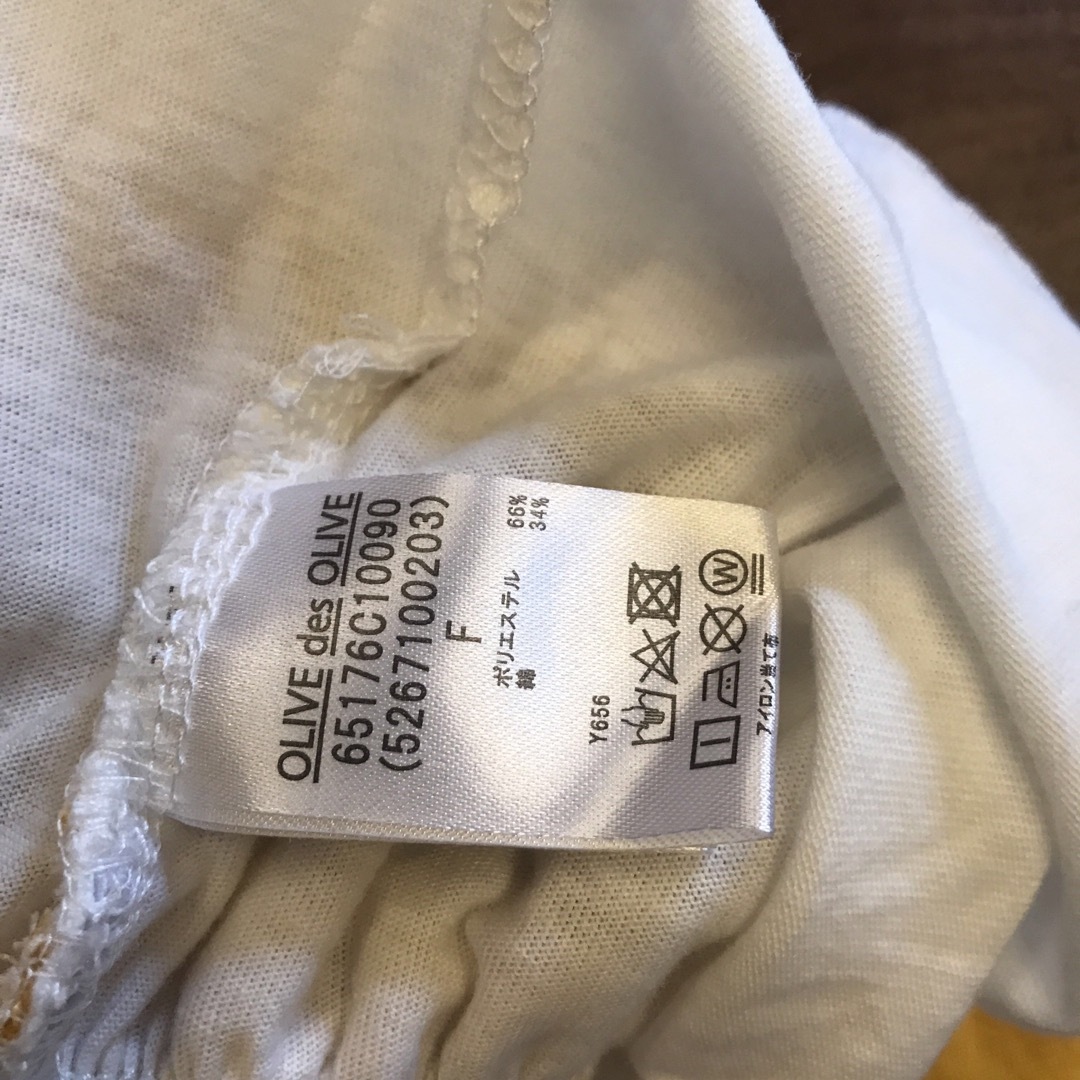 OLIVE des OLIVE
65176C10090
(5267100203)
F
ポリエステル 66%
綿 34%
Y656
W
アイロン当て布